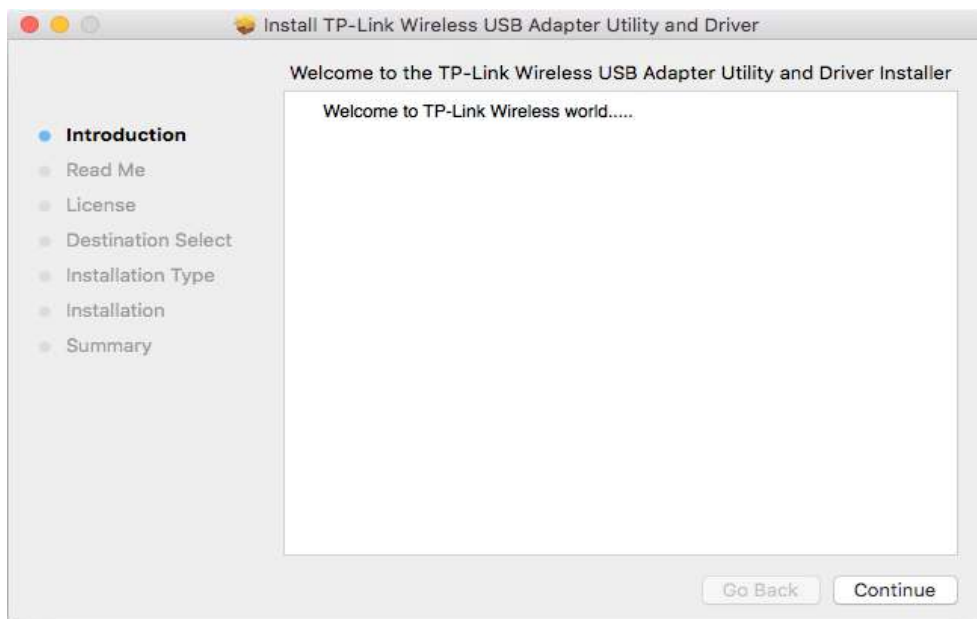 Install TP-Link Wireless USB Adapter Utility and Driver
Welcome to the TP-Link Wireless USB Adapter Utility and Driver Installer
Introduction
Read Me
License
Destination Select
Installation Type
Installation
Summary
Welcome to TP-Link Wireless world.....
Go Back
Continue